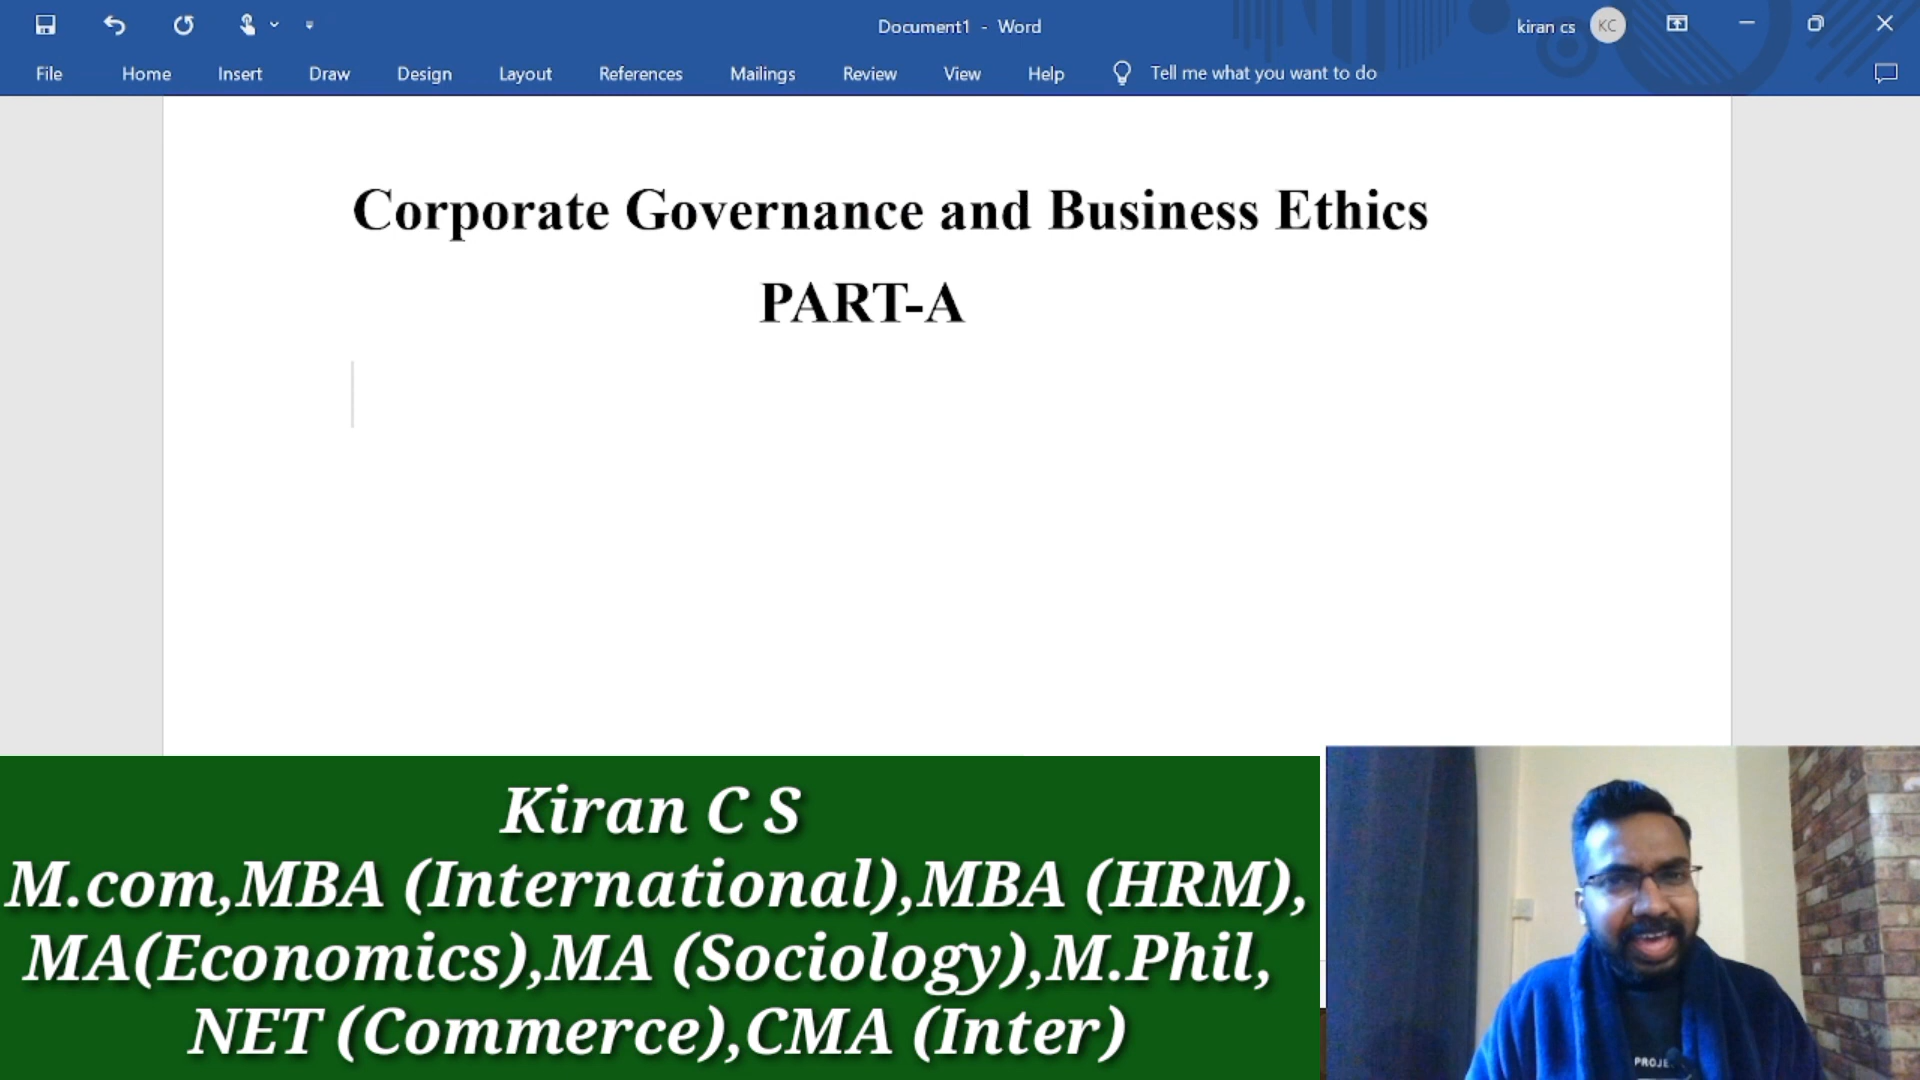 Document1 - Word
kiran cs KC
File Home Insert Draw Design Layout References Mailings Review View Help Tell me what you want to do
Corporate Governance and Business Ethics
PART-A
Kiran C S
M.com,MBA (International),MBA (HRM),
MA(Economics),MA (Sociology),M.Phil,
NET (Commerce),CMA (Inter)
PROJE